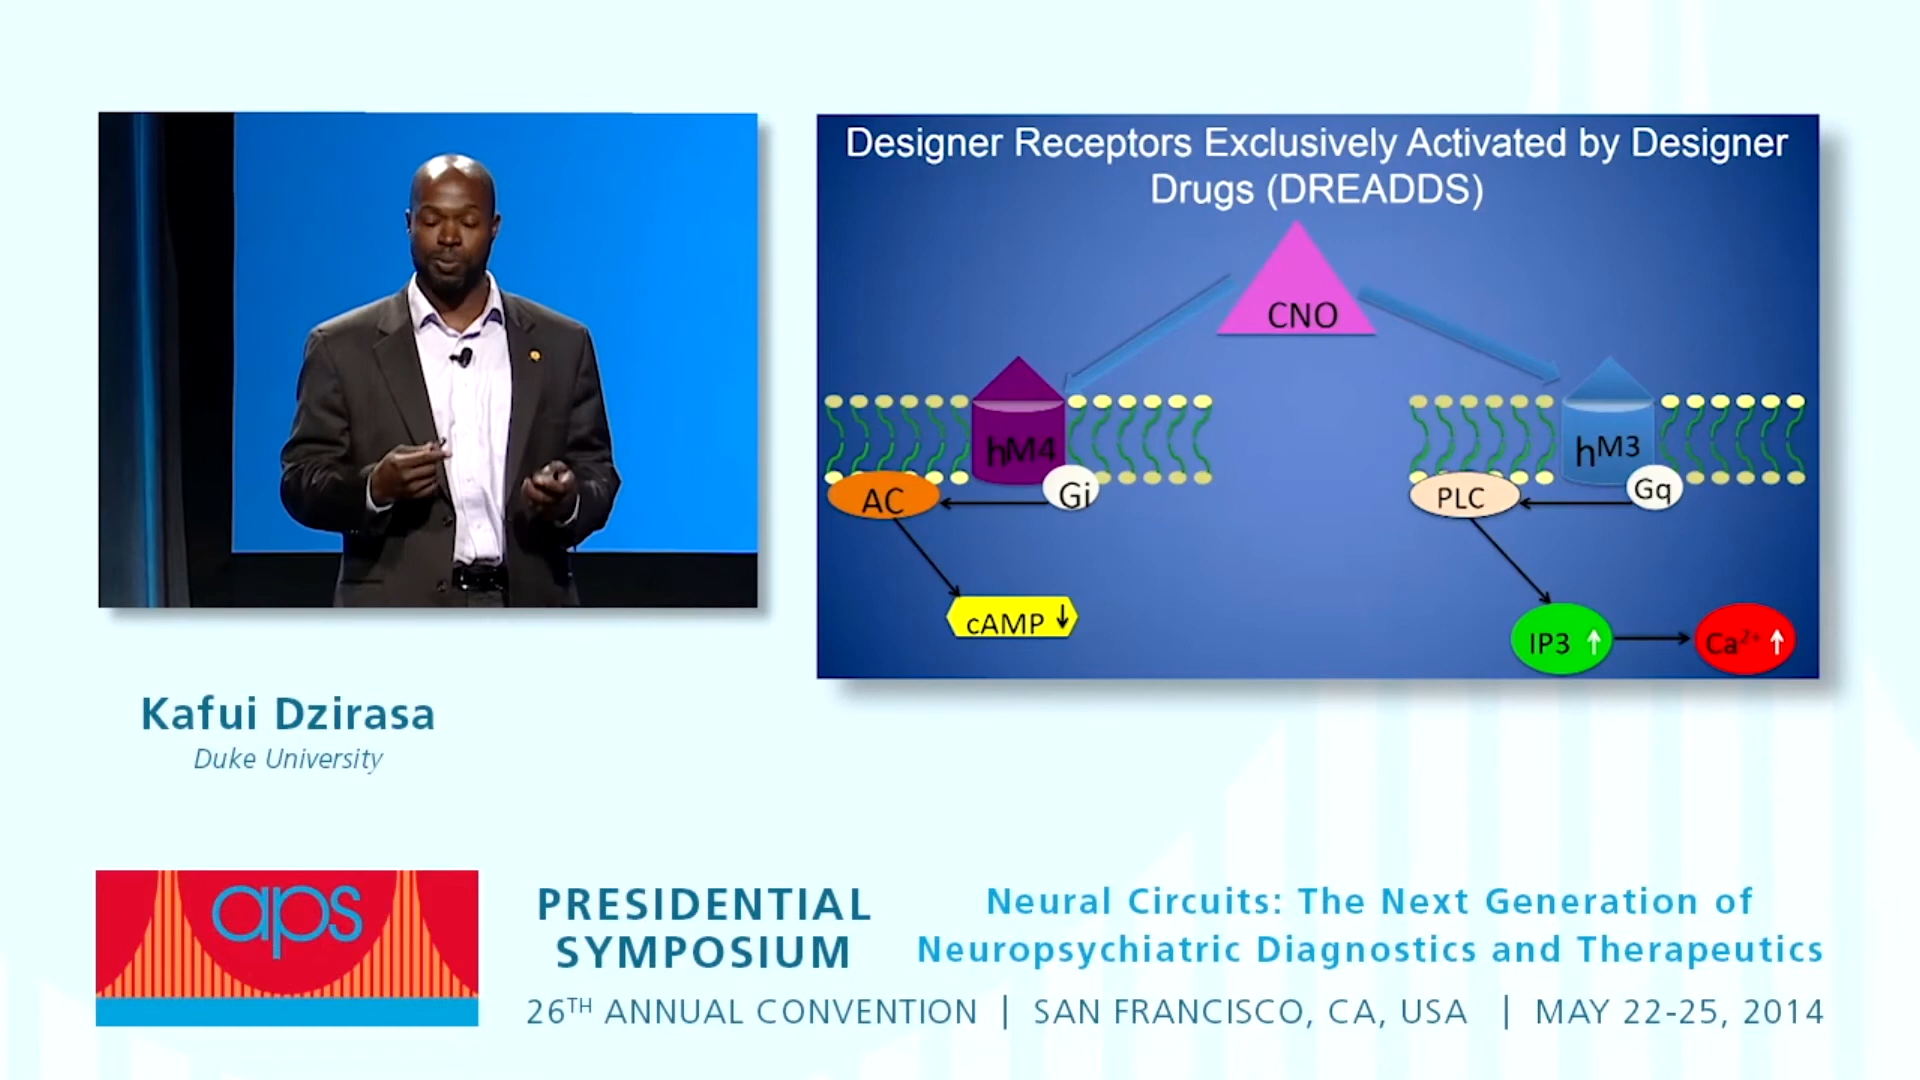 Designer Receptors Exclusively Activated by Designer
Drugs (DREADDS)
CNO
hM4
hM3
AC
Gi
PLC
Gq
cAMP ↓
IP3 ↑
Ca²⁺ ↑
Kafui Dzirasa
Duke University
aps
PRESIDENTIAL
SYMPOSIUM
Neural Circuits: The Next Generation of
Neuropsychiatric Diagnostics and Therapeutics
26TH ANNUAL CONVENTION | SAN FRANCISCO, CA, USA | MAY 22-25, 2014